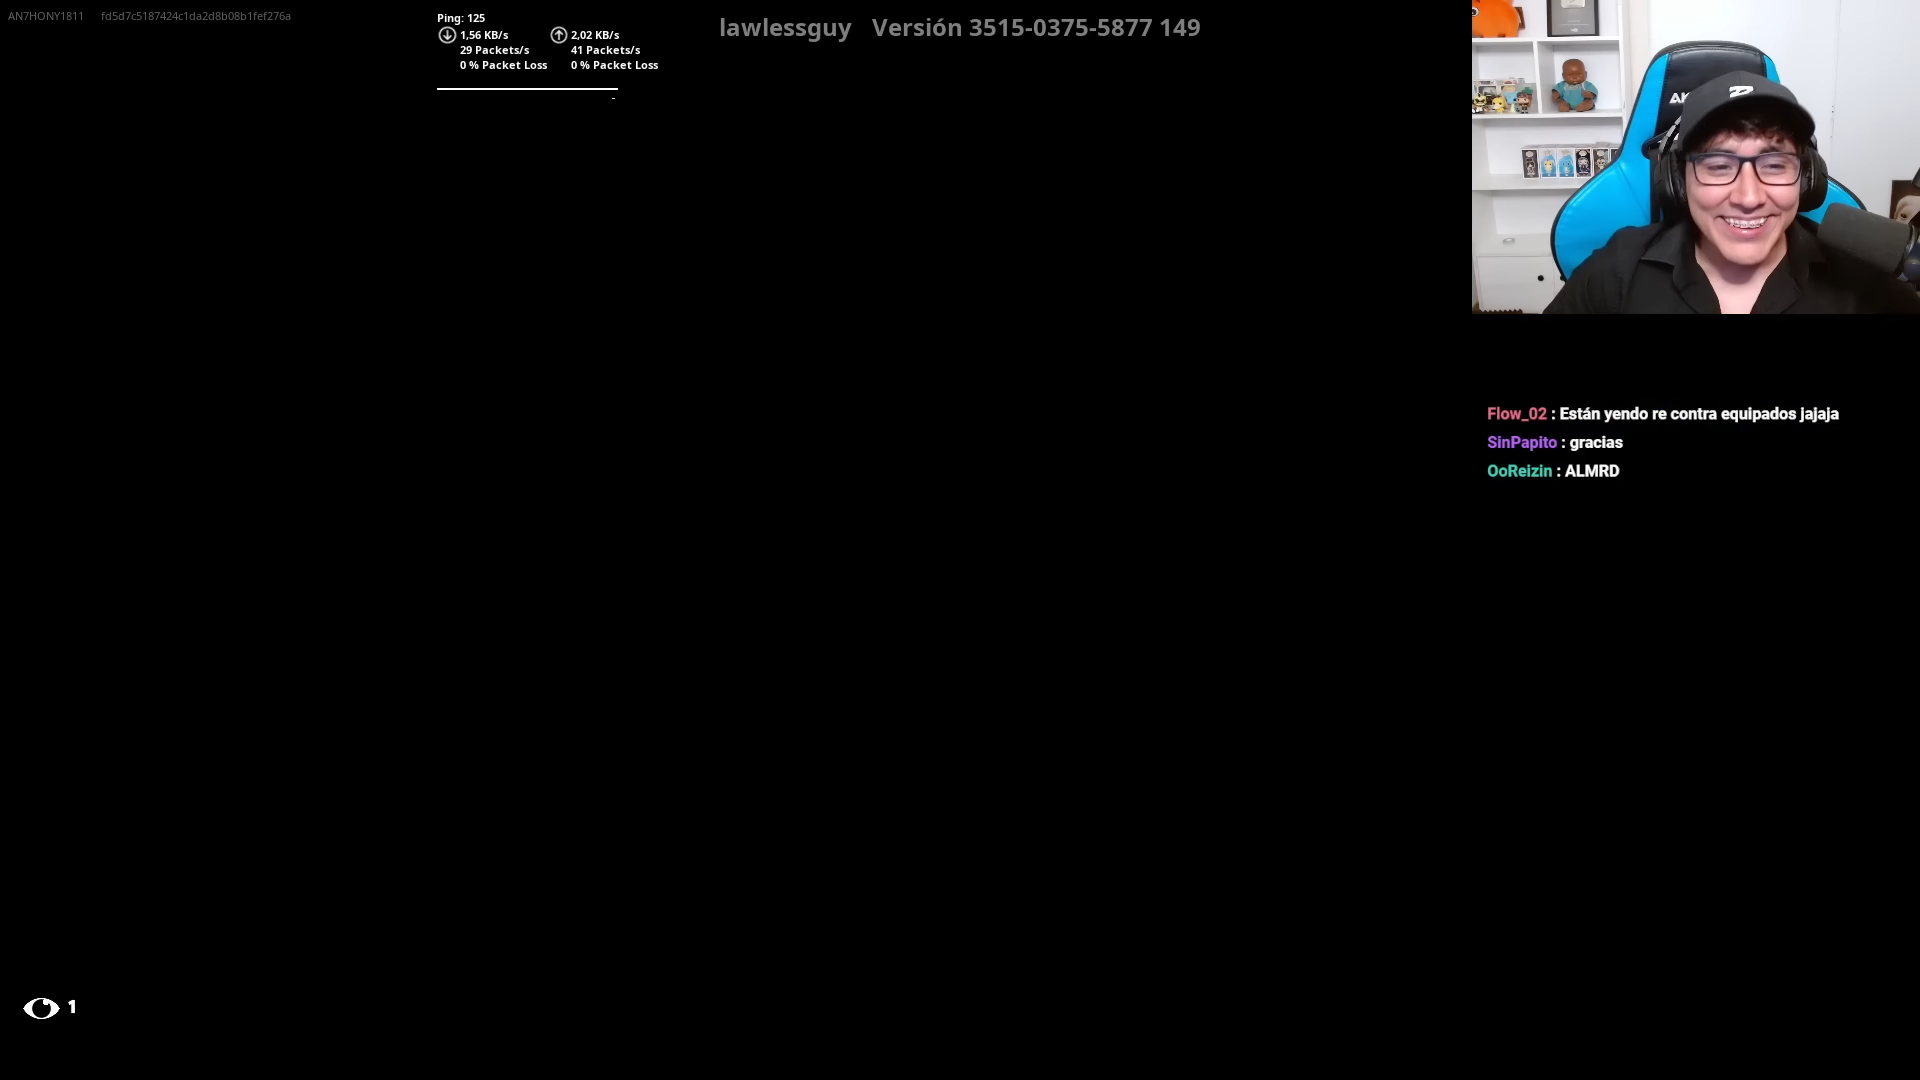 AN7HONY1811 fd5d7c5187424c1da2d8b08b1fef276a
Ping: 125
1,56 KB/s 2,02 KB/s
29 Packets/s 41 Packets/s
0 % Packet Loss 0 % Packet Loss
lawlessguy Versión 3515-0375-5877 149
AK
Flow_02 : Están yendo re contra equipados jajaja
SinPapito : gracias
OoReizin : ALMRD
1